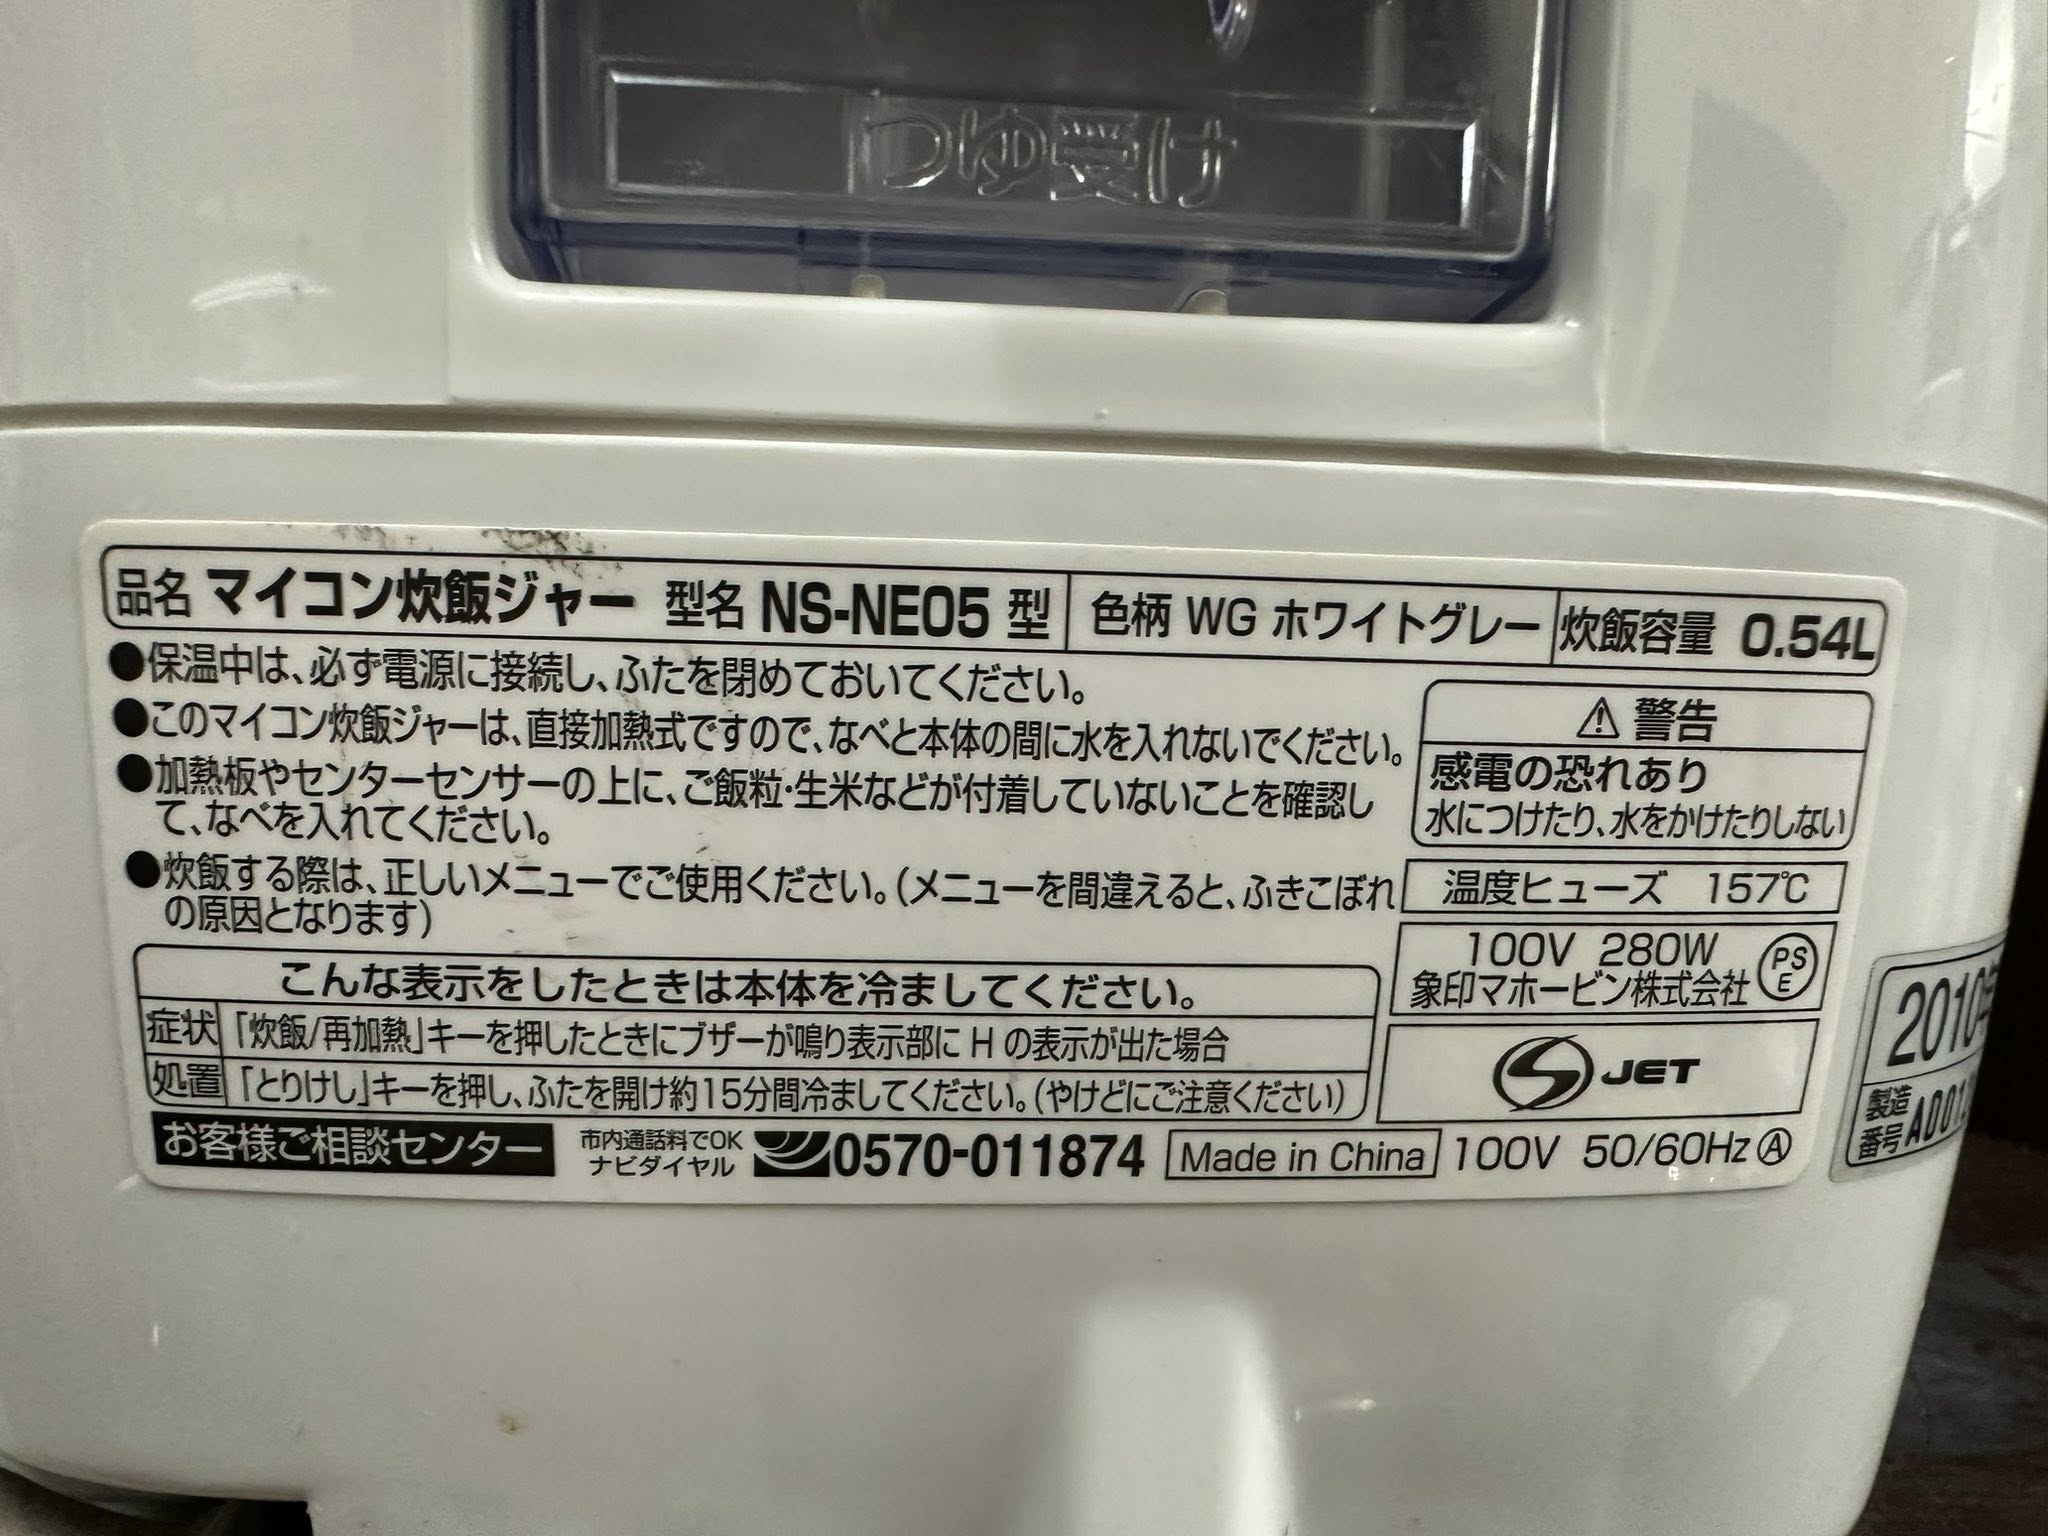 つゆ受け
品名 マイコン炊飯ジャー 型名 NS-NE05 型 色柄 WG ホワイトグレー 炊飯容量 0.54L
●保温中は、必ず電源に接続し、ふたを閉めておいてください。
●このマイコン炊飯ジャーは、直接加熱式ですので、なべと本体の間に水を入れないでください。
●加熱板やセンターセンサーの上に、ご飯粒・生米などが付着していないことを確認し
て、なべを入れてください。
●炊飯する際は、正しいメニューでご使用ください。(メニューを間違えると、ふきこぼれ
の原因となります)
⚠警告
感電の恐れあり
水につけたり、水をかけたりしない
温度ヒューズ 157℃
100V 280W
象印マホービン株式会社
PS
E
JET
こんな表示をしたときは本体を冷ましてください。
症状 「炊飯/再加熱」キーを押したときにブザーが鳴り表示部に H の表示が出た場合
処置 「とりけし」キーを押し、ふたを開け約15分間冷ましてください。(やけどにご注意ください)
お客様ご相談センター
市内通話料でOK
ナビダイヤル
0570-011874
Made in China
100V 50/60Hz Ⓐ
2010年
製造
番号 A001